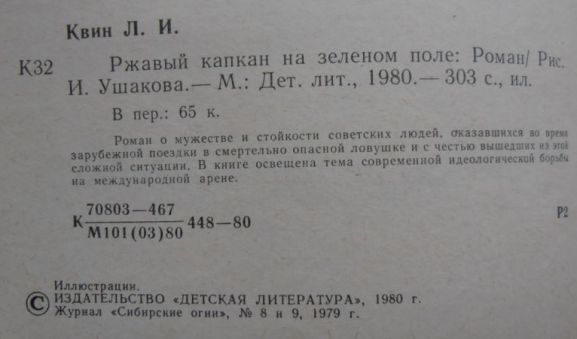 Квин Л. И.
К32 Ржавый капкан на зеленом поле: Роман/ Рис.
И. Ушакова.— М.: Дет. лит., 1980.— 303 с., ил.
В пер.: 65 к.
Роман о мужестве и стойкости советских людей, оказавшихся во время
зарубежной поездки в смертельно опасной ловушке и с честью вышедших из этой
сложной ситуации. В книге освещена тема современной идеологической борьбы
на международной арене.
70803—467
К 448—80 Р2
М101(03)80
Иллюстрации.
© ИЗДАТЕЛЬСТВО «ДЕТСКАЯ ЛИТЕРАТУРА», 1980 г.
Журнал «Сибирские огни», № 8 и 9, 1979 г.